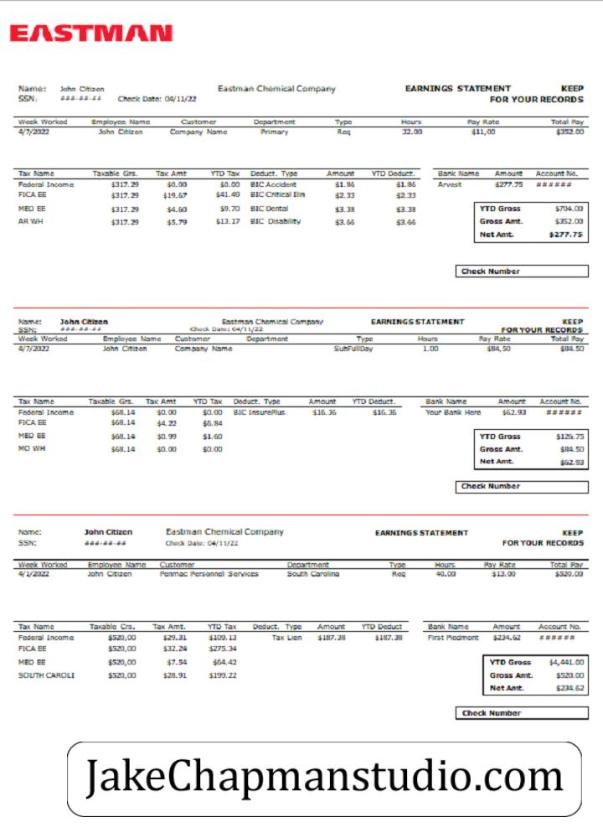 EASTMAN
Name: John Citizen Eastman Chemical Company EARNINGS STATEMENT KEEP
SSN: ###-##-## Check Date: 04/11/22 FOR YOUR RECORDS
Week Worked Employee Name Customer Department Type Hours Pay Rate Total Pay
4/7/2022 John Citizen Company Name Primary Reg 32.00 $11,00 $352.00
Tax Name Taxable Grs. Tax Amt YTD Tax Deduct. Type Amount YTD Deduct. Bank Name Amount Account No.
Federal Income $317.29 $0.00 $0.00 BIC Accident $1.86 $1.86 Arvest $277.75 ######
FICA EE $317.29 $19.67 $41.40 BIC Critical Illn $2.33 $2.33
MED EE $317.29 $4.60 $9.70 BIC Dental $3.38 $3.38 YTD Gross $704.00
AR WH $317.29 $5.79 $13.17 BIC Disability $3.66 $3.66 Gross Amt. $352.00
Net Amt. $277.75
Check Number
Name: John Citizen Eastman Chemical Company EARNINGS STATEMENT KEEP
SSN: ###-##-## Check Date: 04/11/22 FOR YOUR RECORDS
Week Worked Employee Name Customer Department Type Hours Pay Rate Total Pay
4/7/2022 John Citizen Company Name SubFullDay 1.00 $84,50 $84.50
Tax Name Taxable Grs. Tax Amt YTD Tax Deduct. Type Amount YTD Deduct. Bank Name Amount Account No.
Federal Income $68.14 $0.00 $0.00 BIC InsurePlus $16.36 $16.36 Your Bank Here $62.93 ######
FICA EE $68.14 $4.22 $6.84
MED EE $68.14 $0.99 $1.60 YTD Gross $126.75
MO WH $68.14 $0.00 $0.00 Gross Amt. $84.50
Net Amt. $62.93
Check Number
Name: John Citizen Eastman Chemical Company EARNINGS STATEMENT KEEP
SSN: ###-##-## Check Date: 04/11/22 FOR YOUR RECORDS
Week Worked Employee Name Customer Department Type Hours Pay Rate Total Pay
4/1/2022 John Citizen Penmac Personnel Services South Carolina Reg 40.00 $13.00 $520.00
Tax Name Taxable Grs. Tax Amt. YTD Tax Deduct. Type Amount YTD Deduct Bank Name Amount Account No.
Federal Income $520,00 $29.31 $109.13 Tax Lien $187.38 $187.38 First Piedmont $234.62 ######
FICA EE $520,00 $32.24 $275.34
MED EE $520,00 $7.54 $64.42 YTD Gross $4,441.00
SOUTH CAROLI $520,00 $28.91 $199.22 Gross Amt. $520.00
Net Amt. $234.62
Check Number
JakeChapmanstudio.com